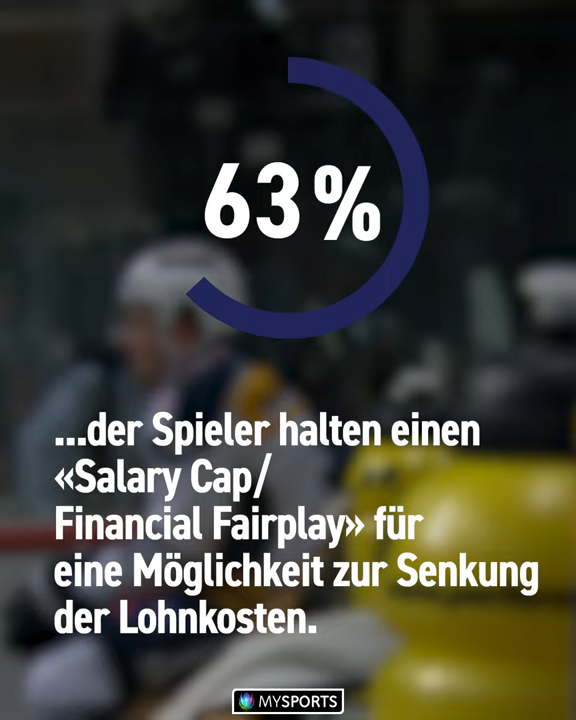 63%
...der Spieler halten einen
«Salary Cap/
Financial Fairplay» für
eine Möglichkeit zur Senkung
der Lohnkosten.
MYSPORTS